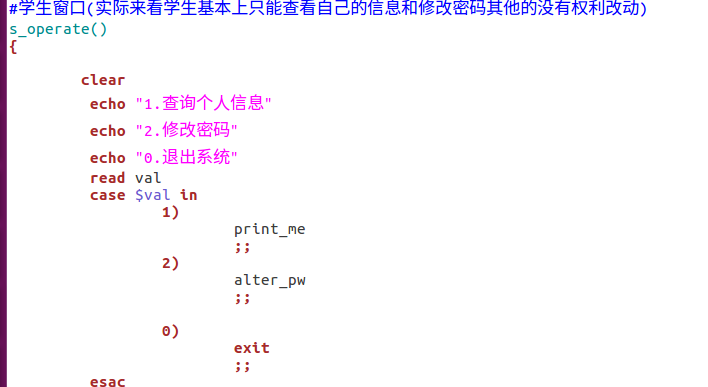 #学生窗口(实际来看学生基本上只能查看自己的信息和修改密码其他的没有权利改动)
s_operate()
{
clear
echo "1.查询个人信息"
echo "2.修改密码"
echo "0.退出系统"
read val
case $val in
1)
print_me
;;
2)
alter_pw
;;
0)
exit
;;
esac